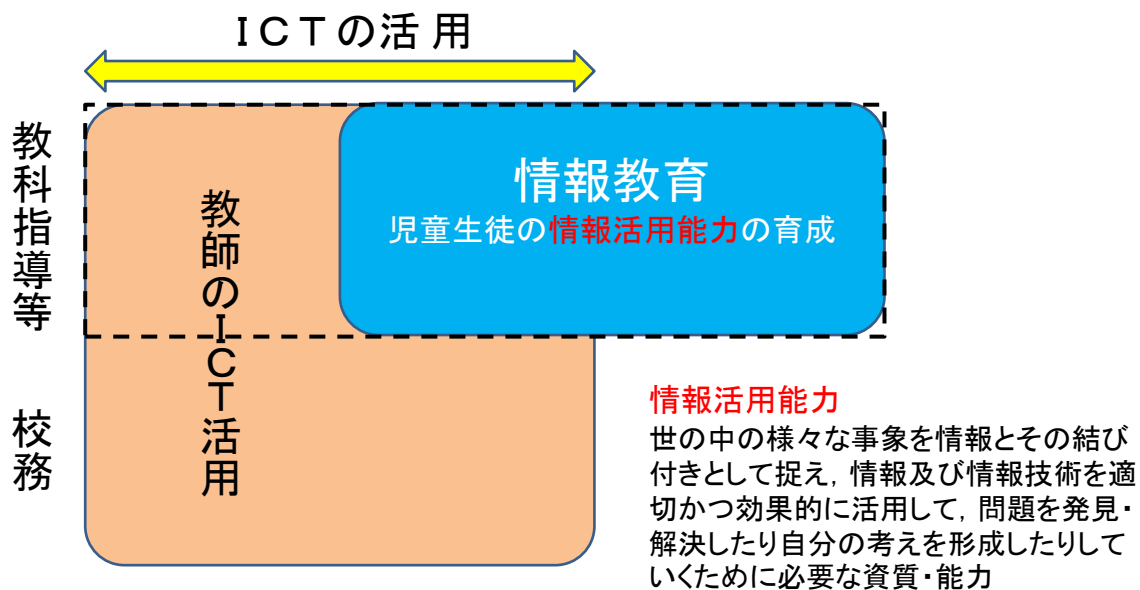 ＩＣＴの活用
教科指導等
情報教育
児童生徒の情報活用能力の育成
教師のＩＣＴ活用
校務
情報活用能力
世の中の様々な事象を情報とその結び
付きとして捉え，情報及び情報技術を適
切かつ効果的に活用して，問題を発見・
解決したり自分の考えを形成したりして
いくために必要な資質・能力